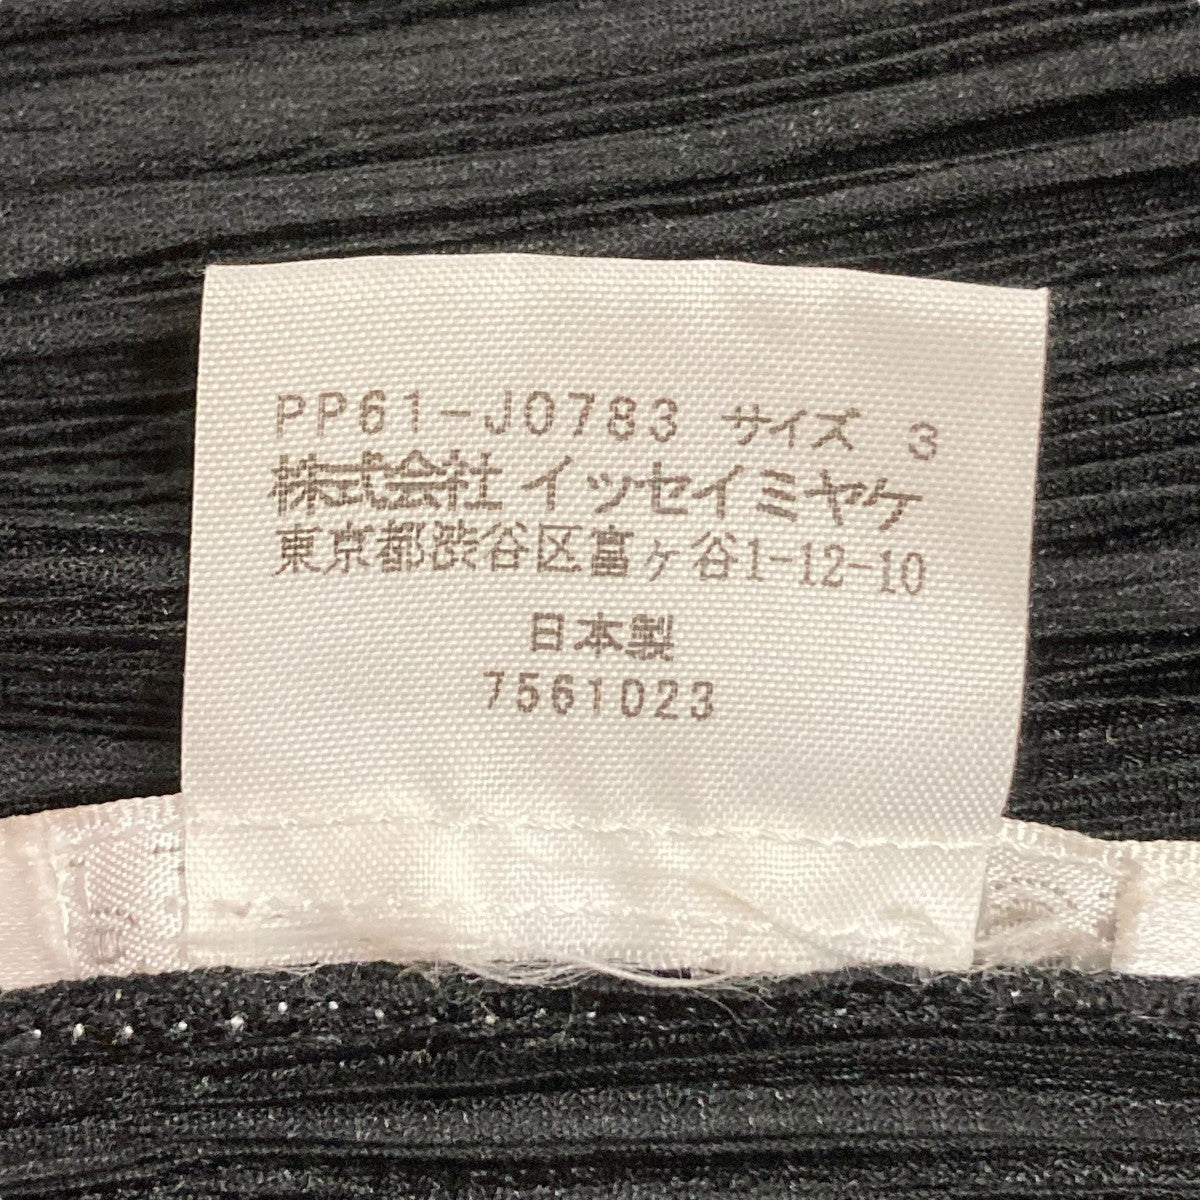 PP61-J0783 サイズ 3
株式会社イッセイミヤケ
東京都渋谷区富ヶ谷1-12-10
日本製
7561023